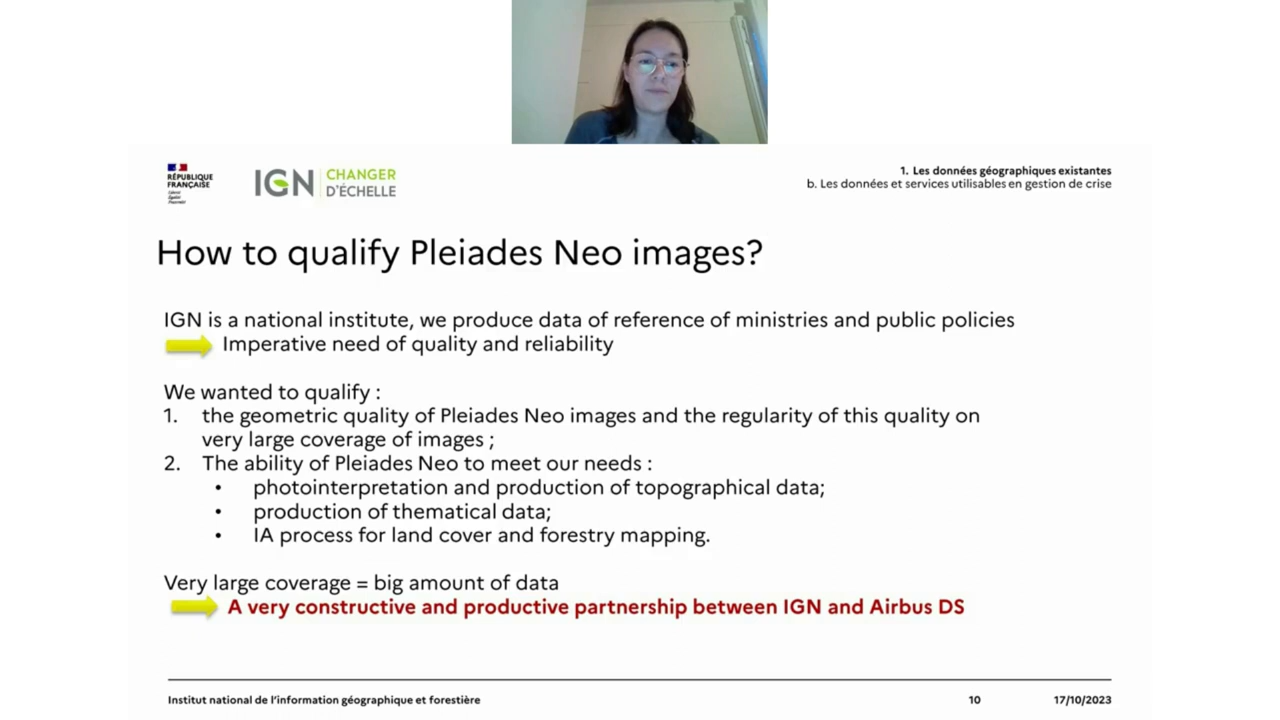 RÉPUBLIQUE
FRANÇAISE
Liberté
Égalité
Fraternité
IGN
CHANGER
D'ÉCHELLE
1. Les données géographiques existantes
b. Les données et services utilisables en gestion de crise
How to qualify Pleiades Neo images?
IGN is a national institute, we produce data of reference of ministries and public policies
Imperative need of quality and reliability
We wanted to qualify :
1. the geometric quality of Pleiades Neo images and the regularity of this quality on
very large coverage of images ;
2. The ability of Pleiades Neo to meet our needs :
• photointerpretation and production of topographical data;
• production of thematical data;
• IA process for land cover and forestry mapping.
Very large coverage = big amount of data
A very constructive and productive partnership between IGN and Airbus DS
Institut national de l'information géographique et forestière
10
17/10/2023